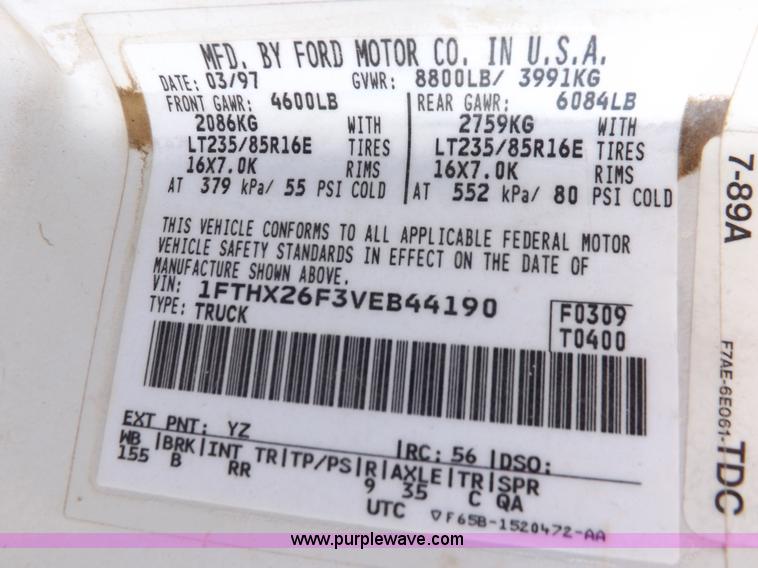 MFD. BY FORD MOTOR CO. IN U.S.A.
DATE: 03/97 GVWR: 8800LB/ 3991KG
FRONT GAWR: 4600LB REAR GAWR: 6084LB
2086KG WITH 2759KG WITH
LT235/85R16E TIRES LT235/85R16E TIRES
16X7.0K RIMS 16X7.0K RIMS
AT 379 kPa/ 55 PSI COLD AT 552 kPa/ 80 PSI COLD
THIS VEHICLE CONFORMS TO ALL APPLICABLE FEDERAL MOTOR
VEHICLE SAFETY STANDARDS IN EFFECT ON THE DATE OF
MANUFACTURE SHOWN ABOVE.
VIN: 1FTHX26F3VEB44190 F0309
TYPE: TRUCK T0400
EXT PNT: YZ RC: 56 DSO:
WB BRK INT TR TP/PS R AXLE TR SPR
155 B RR 9 35 C QA
UTC ▽F65B-1520472-AA
7-89A
F7AE-6E061-TDC
www.purplewave.com